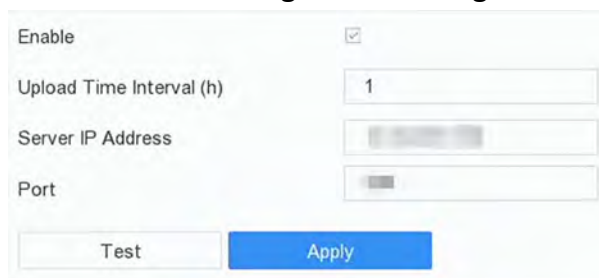 Enable
Upload Time Interval (h) 1
Server IP Address
Port
Test Apply